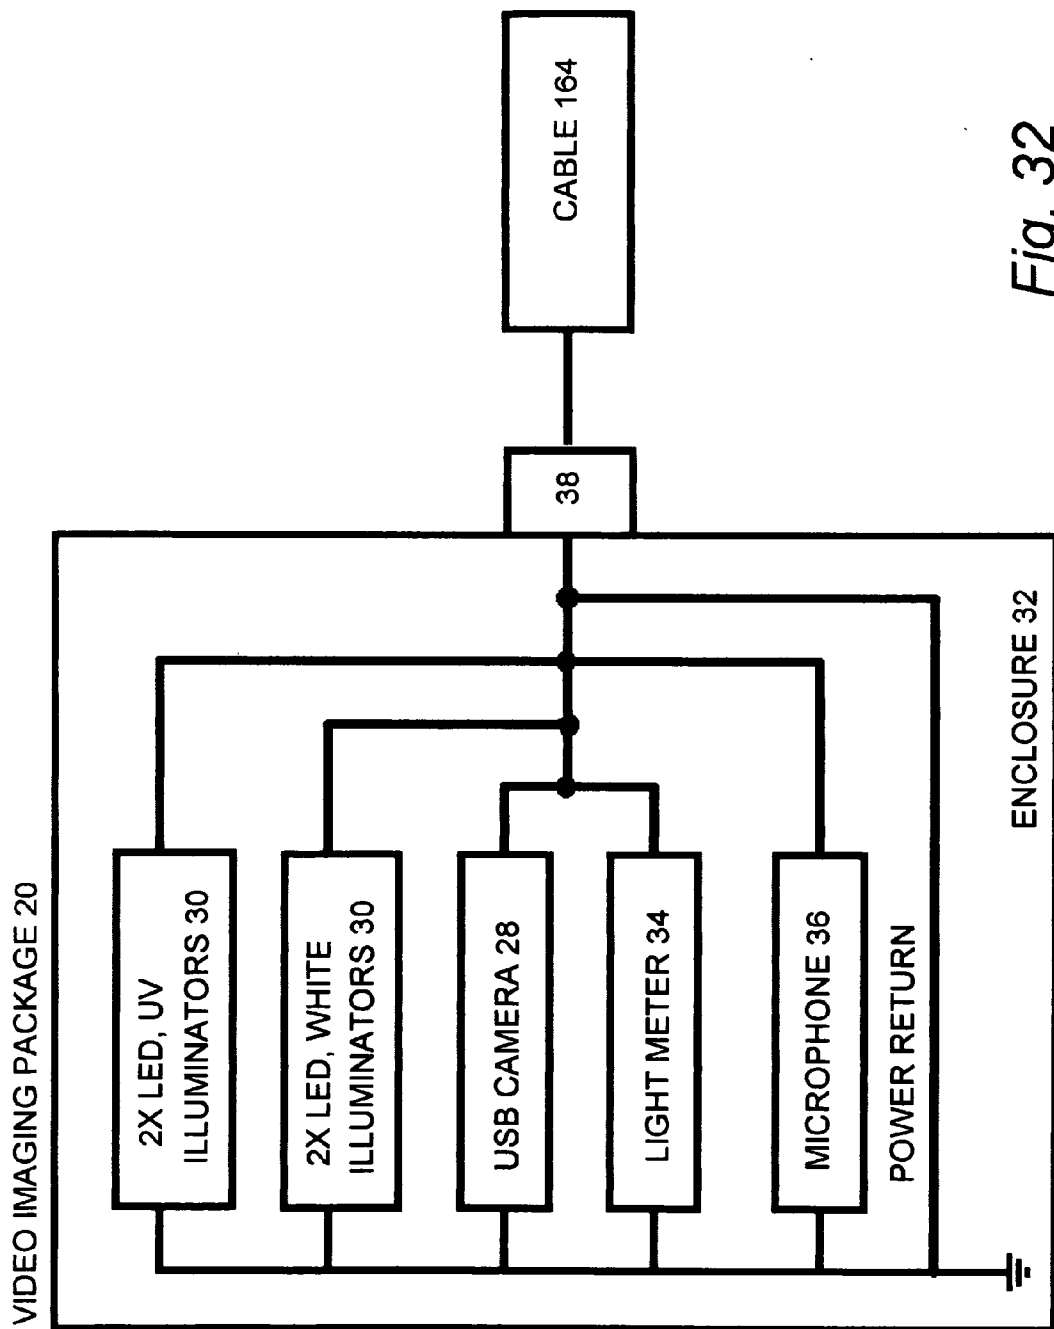 VIDEO IMAGING PACKAGE 20
2X LED, UV
ILLUMINATORS 30
2X LED, WHITE
ILLUMINATORS 30
USB CAMERA 28
LIGHT METER 34
MICROPHONE 36
POWER RETURN
ENCLOSURE 32
38
CABLE 164
Fig. 32